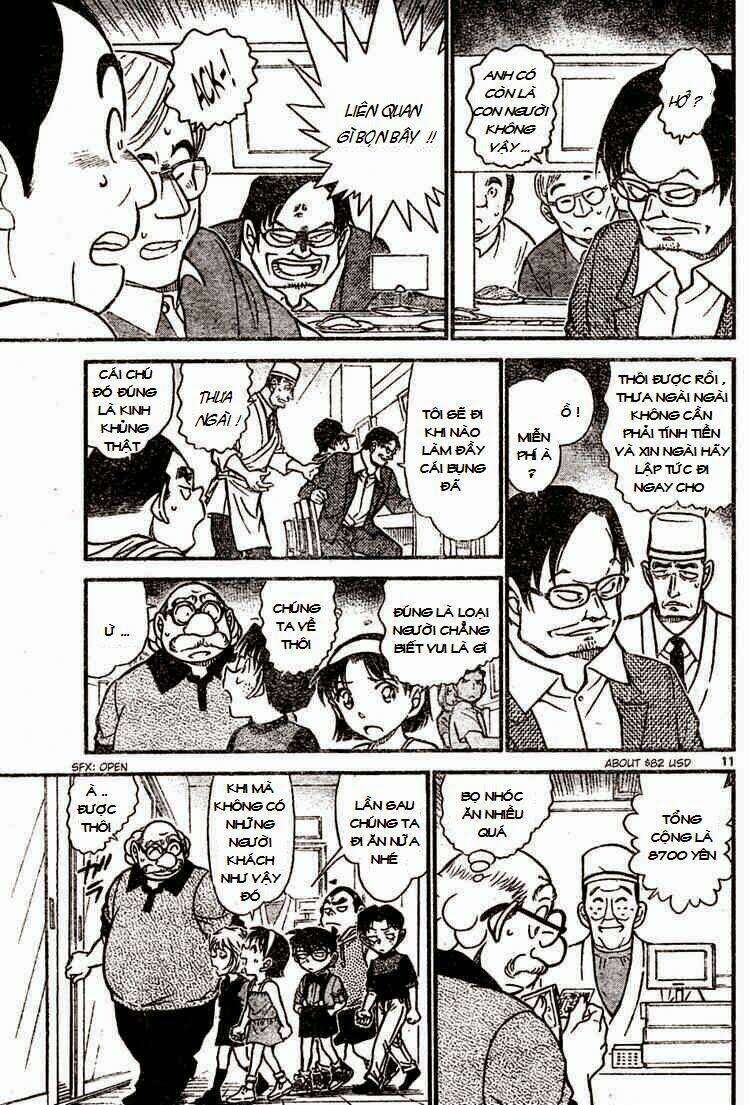 HỞ ?
ANH CÓ
CÒN LÀ
CON NGƯỜI
KHÔNG
VẬY ...
LIÊN QUAN
GÌ BỌN BÂY !!
ACK-!
THÔI ĐƯỢC RỒI ,
THƯA NGÀI NGÀI
KHÔNG CẦN
PHẢI TÍNH TIỀN
VÀ XIN NGÀI HÃY
LẬP TỨC ĐI
NGAY CHO
Ồ !
MIỄN
PHÍ À
?
TÔI SẼ ĐI
KHI NÀO
LÀM ĐẦY
CÁI BỤNG
ĐÃ
THƯA
NGÀI !
CÁI CHÚ
ĐÓ ĐÚNG
LÀ KINH
KHỦNG
THẬT
ĐÚNG LÀ LOẠI
NGƯỜI CHẲNG
BIẾT VUI LÀ GÌ
CHÚNG
TA VỀ
THÔI
Ừ ...
SFX: OPEN
ABOUT $82 USD
11
TỔNG
CỘNG LÀ
8700 YÊN
BỌ NHÓC
ĂN NHIỀU
QUÁ
LẦN SAU
CHÚNG TA
ĐI ĂN NỮA
NHÉ
KHI MÀ
KHÔNG CÓ
NHỮNG
NGƯỜI
KHÁCH
NHƯ VẬY
ĐÓ
À ..
ĐƯỢC
THÔI